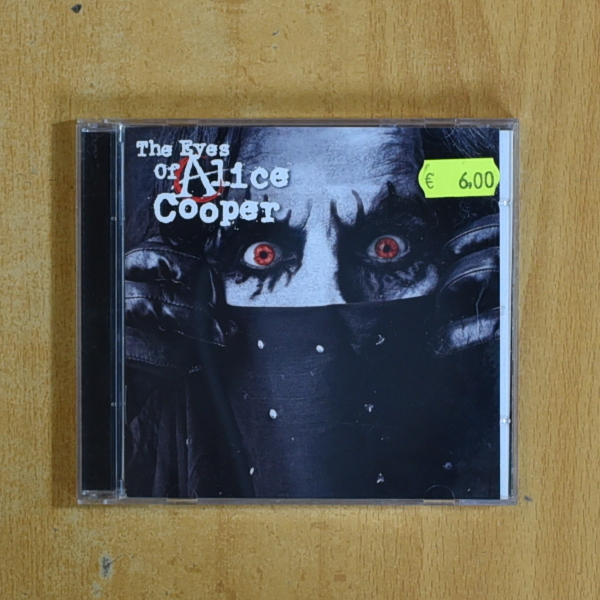 The Eyes
Of Alice
Cooper
€ 6,00